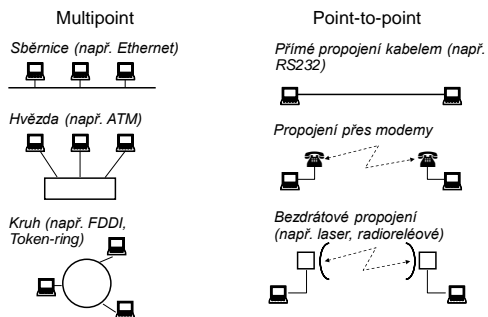 Multipoint
Sběrnice (např. Ethernet)
Hvězda (např. ATM)
Kruh (např. FDDI,
Token-ring)
Point-to-point
Přímé propojení kabelem (např.
RS232)
Propojení přes modemy
Bezdrátové propojení
(např. laser, radioreléové)